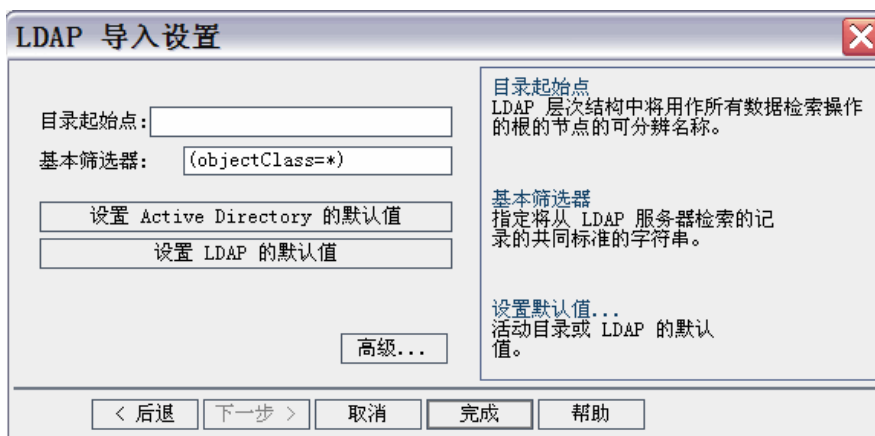 LDAP 导入设置
目录起始点:
基本筛选器: (objectClass=*)
设置 Active Directory 的默认值
设置 LDAP 的默认值
高级...
目录起始点
LDAP 层次结构中将用作所有数据检索操作
的根的节点的可分辨名称。
基本筛选器
指定将从 LDAP 服务器检索的记
录的共同标准的字符串。
设置默认值...
活动目录或 LDAP 的默认
值。
< 后退 下一步 > 取消 完成 帮助